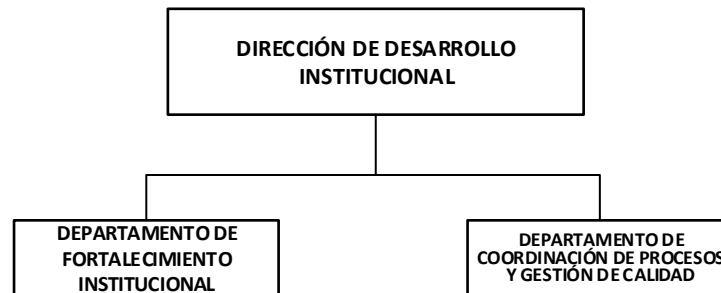 DIRECCIÓN DE DESARROLLO
INSTITUCIONAL
DEPARTAMENTO DE
FORTALECIMIENTO
INSTITUCIONAL
DEPARTAMENTO DE
COORDINACIÓN DE PROCESOS
Y GESTIÓN DE CALIDAD